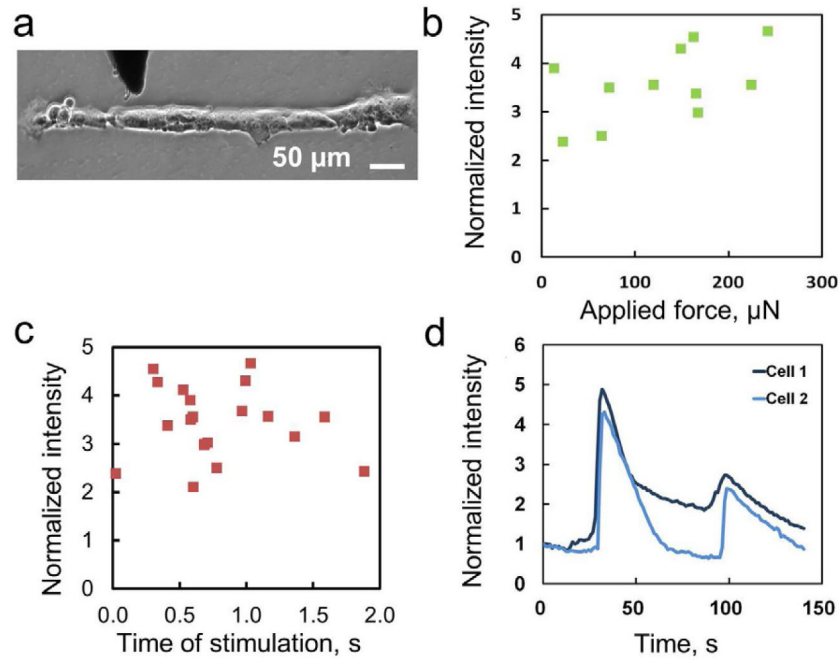 a
50 µm
b
Normalized intensity
5
4
3
2
1
0
0
100
200
300
Applied force, µN
c
Normalized intensity
5
4
3
2
1
0
0.0
0.5
1.0
1.5
2.0
Time of stimulation, s
d
Normalized intensity
6
5
4
3
2
1
0
Cell 1
Cell 2
0
50
100
150
Time, s